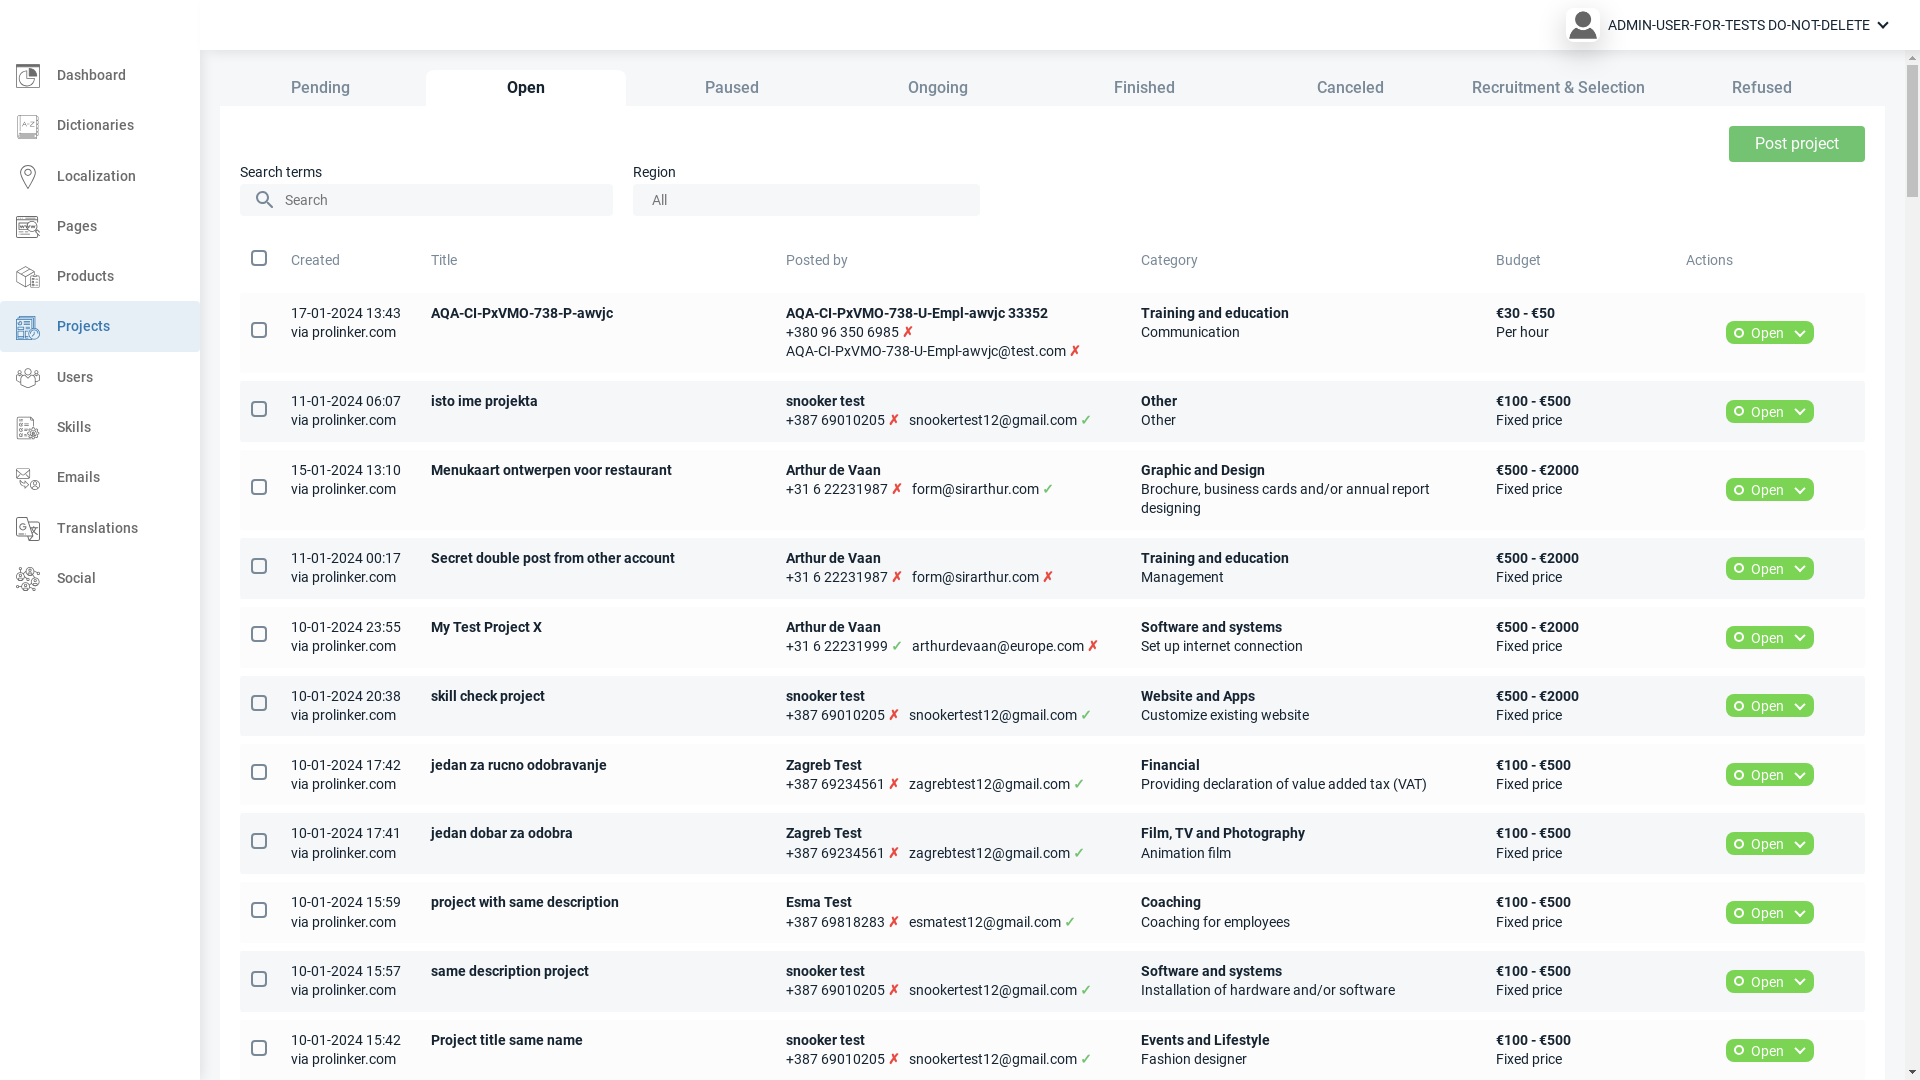 ADMIN-USER-FOR-TESTS DO-NOT-DELETE
Dashboard
Dictionaries
Localization
Pages
Products
Projects
Users
Skills
Emails
Translations
Social
Pending Open Paused Ongoing Finished Canceled Recruitment & Selection Refused
Post project
Search terms Region
Search All
Created Title Posted by Category Budget Actions
17-01-2024 13:43 AQA-CI-PxVMO-738-P-awvjc AQA-CI-PxVMO-738-U-Empl-awvjc 33352 Training and education €30 - €50
via prolinker.com +380 96 350 6985 ✗ Communication Per hour Open
AQA-CI-PxVMO-738-U-Empl-awvjc@test.com ✗
11-01-2024 06:07 isto ime projekta snooker test Other €100 - €500
via prolinker.com +387 69010205 ✗ snookertest12@gmail.com ✓ Other Fixed price Open
15-01-2024 13:10 Menukaart ontwerpen voor restaurant Arthur de Vaan Graphic and Design €500 - €2000
via prolinker.com +31 6 22231987 ✗ form@sirarthur.com ✓ Brochure, business cards and/or annual report Fixed price Open
designing
11-01-2024 00:17 Secret double post from other account Arthur de Vaan Training and education €500 - €2000
via prolinker.com +31 6 22231987 ✗ form@sirarthur.com ✗ Management Fixed price Open
10-01-2024 23:55 My Test Project X Arthur de Vaan Software and systems €500 - €2000
via prolinker.com +31 6 22231999 ✓ arthurdevaan@europe.com ✗ Set up internet connection Fixed price Open
10-01-2024 20:38 skill check project snooker test Website and Apps €500 - €2000
via prolinker.com +387 69010205 ✗ snookertest12@gmail.com ✓ Customize existing website Fixed price Open
10-01-2024 17:42 jedan za rucno odobravanje Zagreb Test Financial €100 - €500
via prolinker.com +387 69234561 ✗ zagrebtest12@gmail.com ✓ Providing declaration of value added tax (VAT) Fixed price Open
10-01-2024 17:41 jedan dobar za odobra Zagreb Test Film, TV and Photography €100 - €500
via prolinker.com +387 69234561 ✗ zagrebtest12@gmail.com ✓ Animation film Fixed price Open
10-01-2024 15:59 project with same description Esma Test Coaching €100 - €500
via prolinker.com +387 69818283 ✗ esmatest12@gmail.com ✓ Coaching for employees Fixed price Open
10-01-2024 15:57 same description project snooker test Software and systems €100 - €500
via prolinker.com +387 69010205 ✗ snookertest12@gmail.com ✓ Installation of hardware and/or software Fixed price Open
10-01-2024 15:42 Project title same name snooker test Events and Lifestyle €100 - €500
via prolinker.com +387 69010205 ✗ snookertest12@gmail.com ✓ Fashion designer Fixed price Open